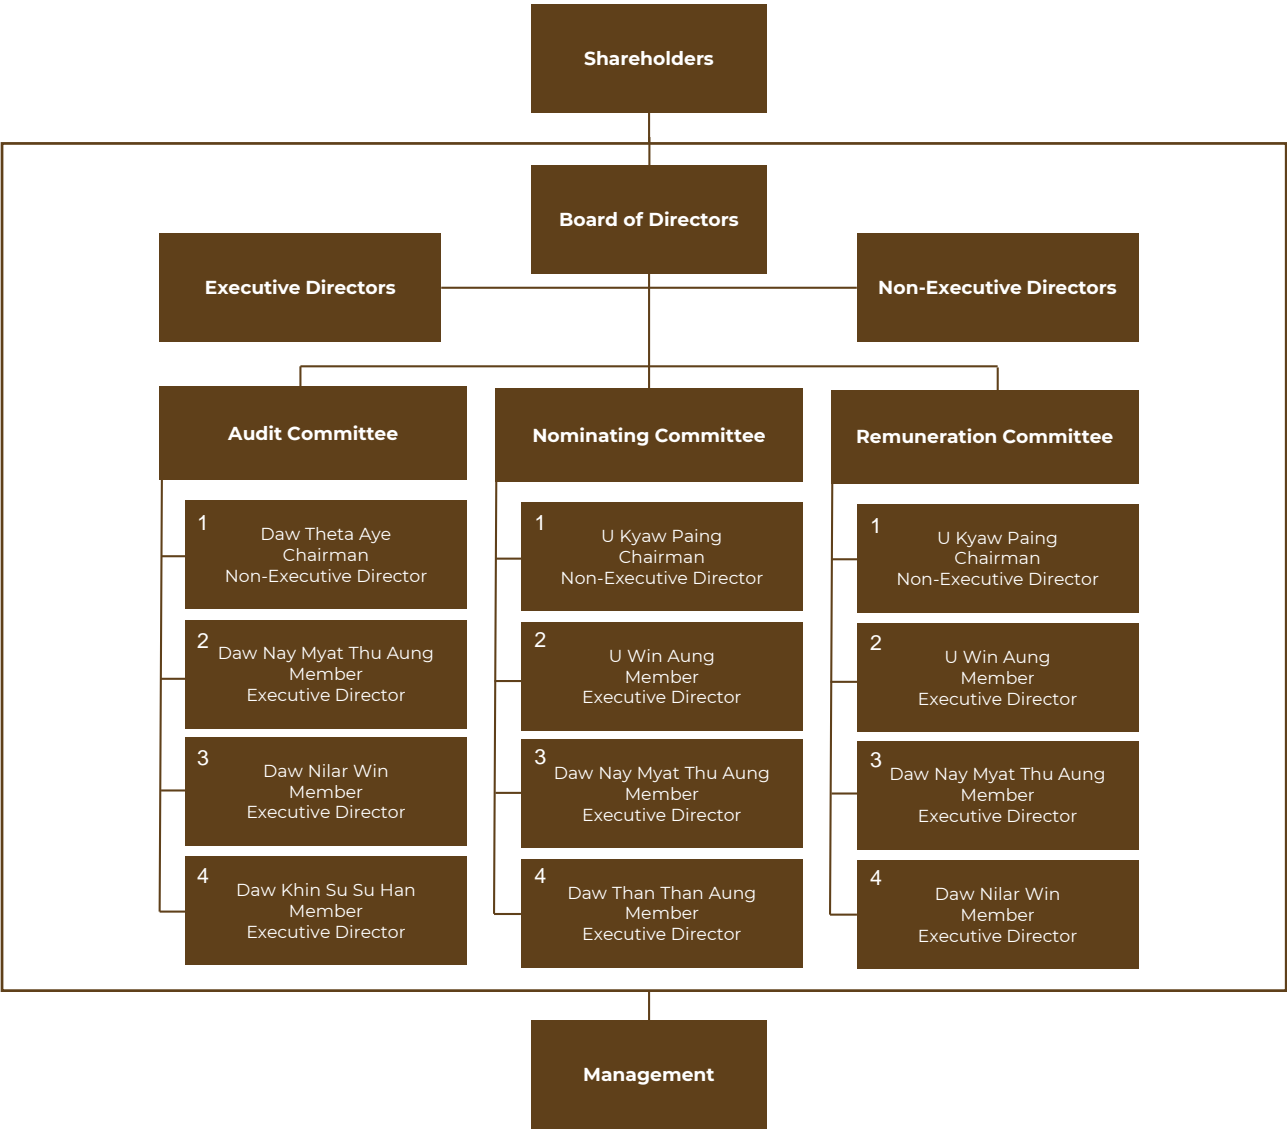 Shareholders
Board of Directors
Executive Directors
Non-Executive Directors
Audit Committee
1
Daw Theta Aye
Chairman
Non-Executive Director
2
Daw Nay Myat Thu Aung
Member
Executive Director
3
Daw Nilar Win
Member
Executive Director
4
Daw Khin Su Su Han
Member
Executive Director
Nominating Committee
1
U Kyaw Paing
Chairman
Non-Executive Director
2
U Win Aung
Member
Executive Director
3
Daw Nay Myat Thu Aung
Member
Executive Director
4
Daw Than Than Aung
Member
Executive Director
Remuneration Committee
1
U Kyaw Paing
Chairman
Non-Executive Director
2
U Win Aung
Member
Executive Director
3
Daw Nay Myat Thu Aung
Member
Executive Director
4
Daw Nilar Win
Member
Executive Director
Management